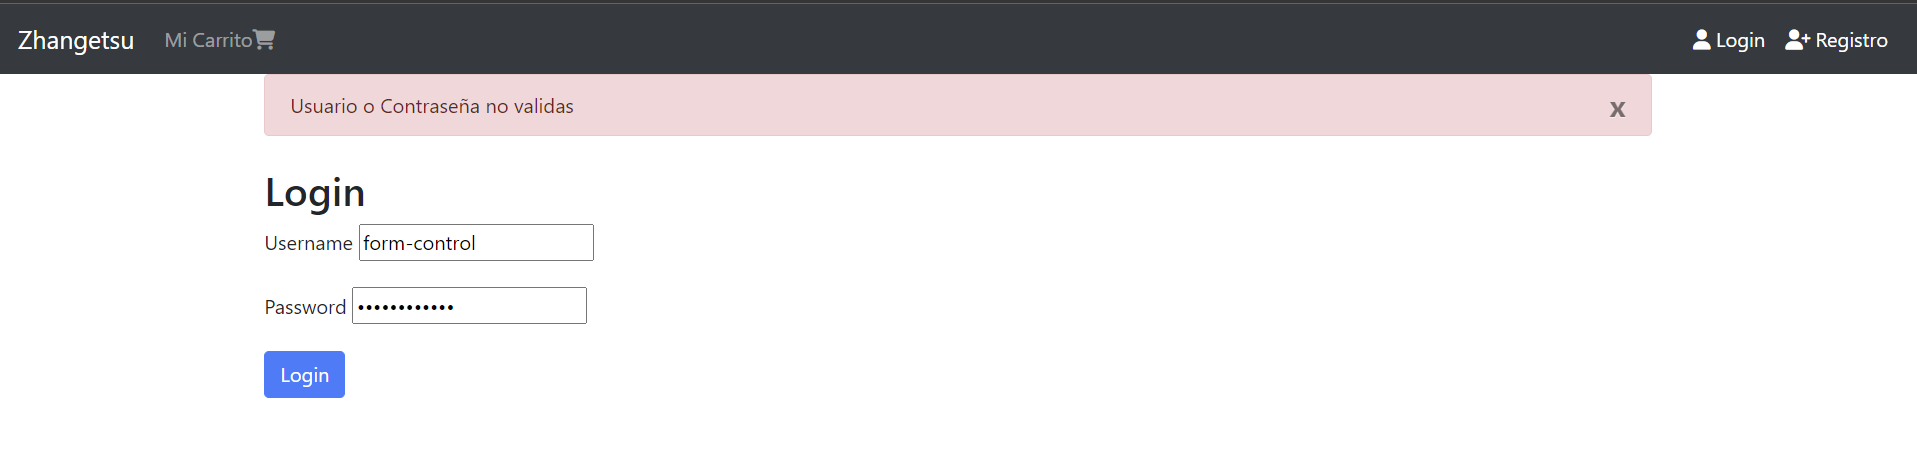 Zhangetsu Mi Carrito Login Registro
Usuario o Contraseña no validas x
Login
Username form-control
Password ••••••••••••
Login